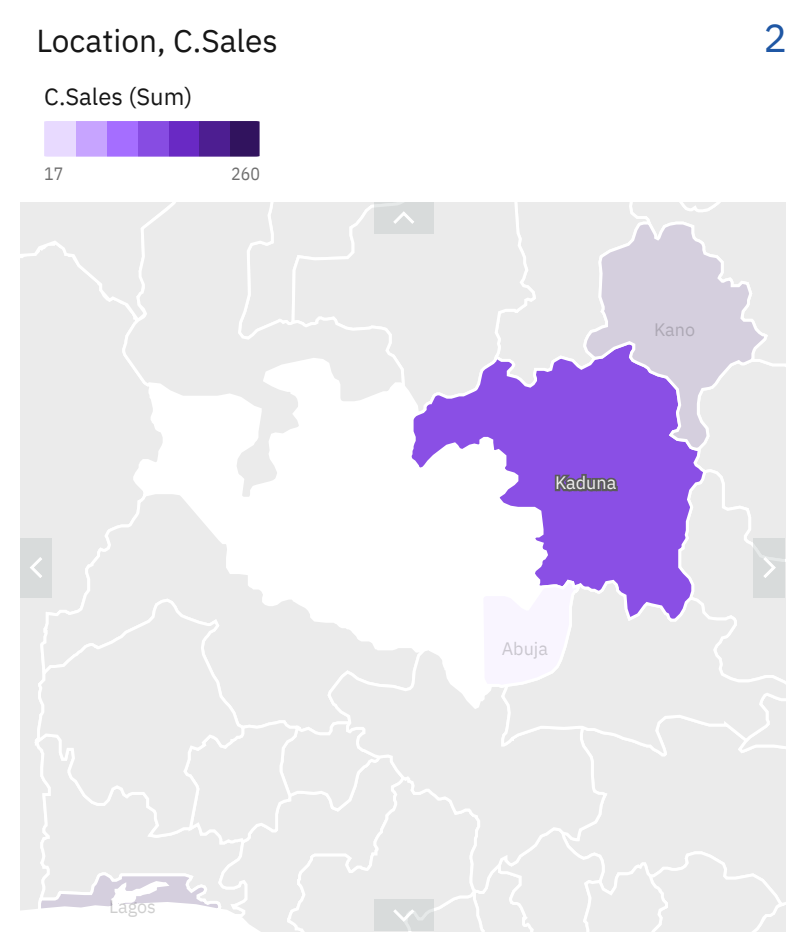 Location, C.Sales
2
C.Sales (Sum)
17 260
Kano
Kaduna
Abuja
Lagos